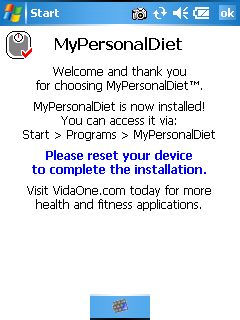 Start
ok
MyPersonalDiet
Welcome and thank you
for choosing MyPersonalDiet™.
MyPersonalDiet is now installed!
You can access it via:
Start > Programs > MyPersonalDiet
Please reset your device
to complete the installation.
Visit VidaOne.com today for more
health and fitness applications.